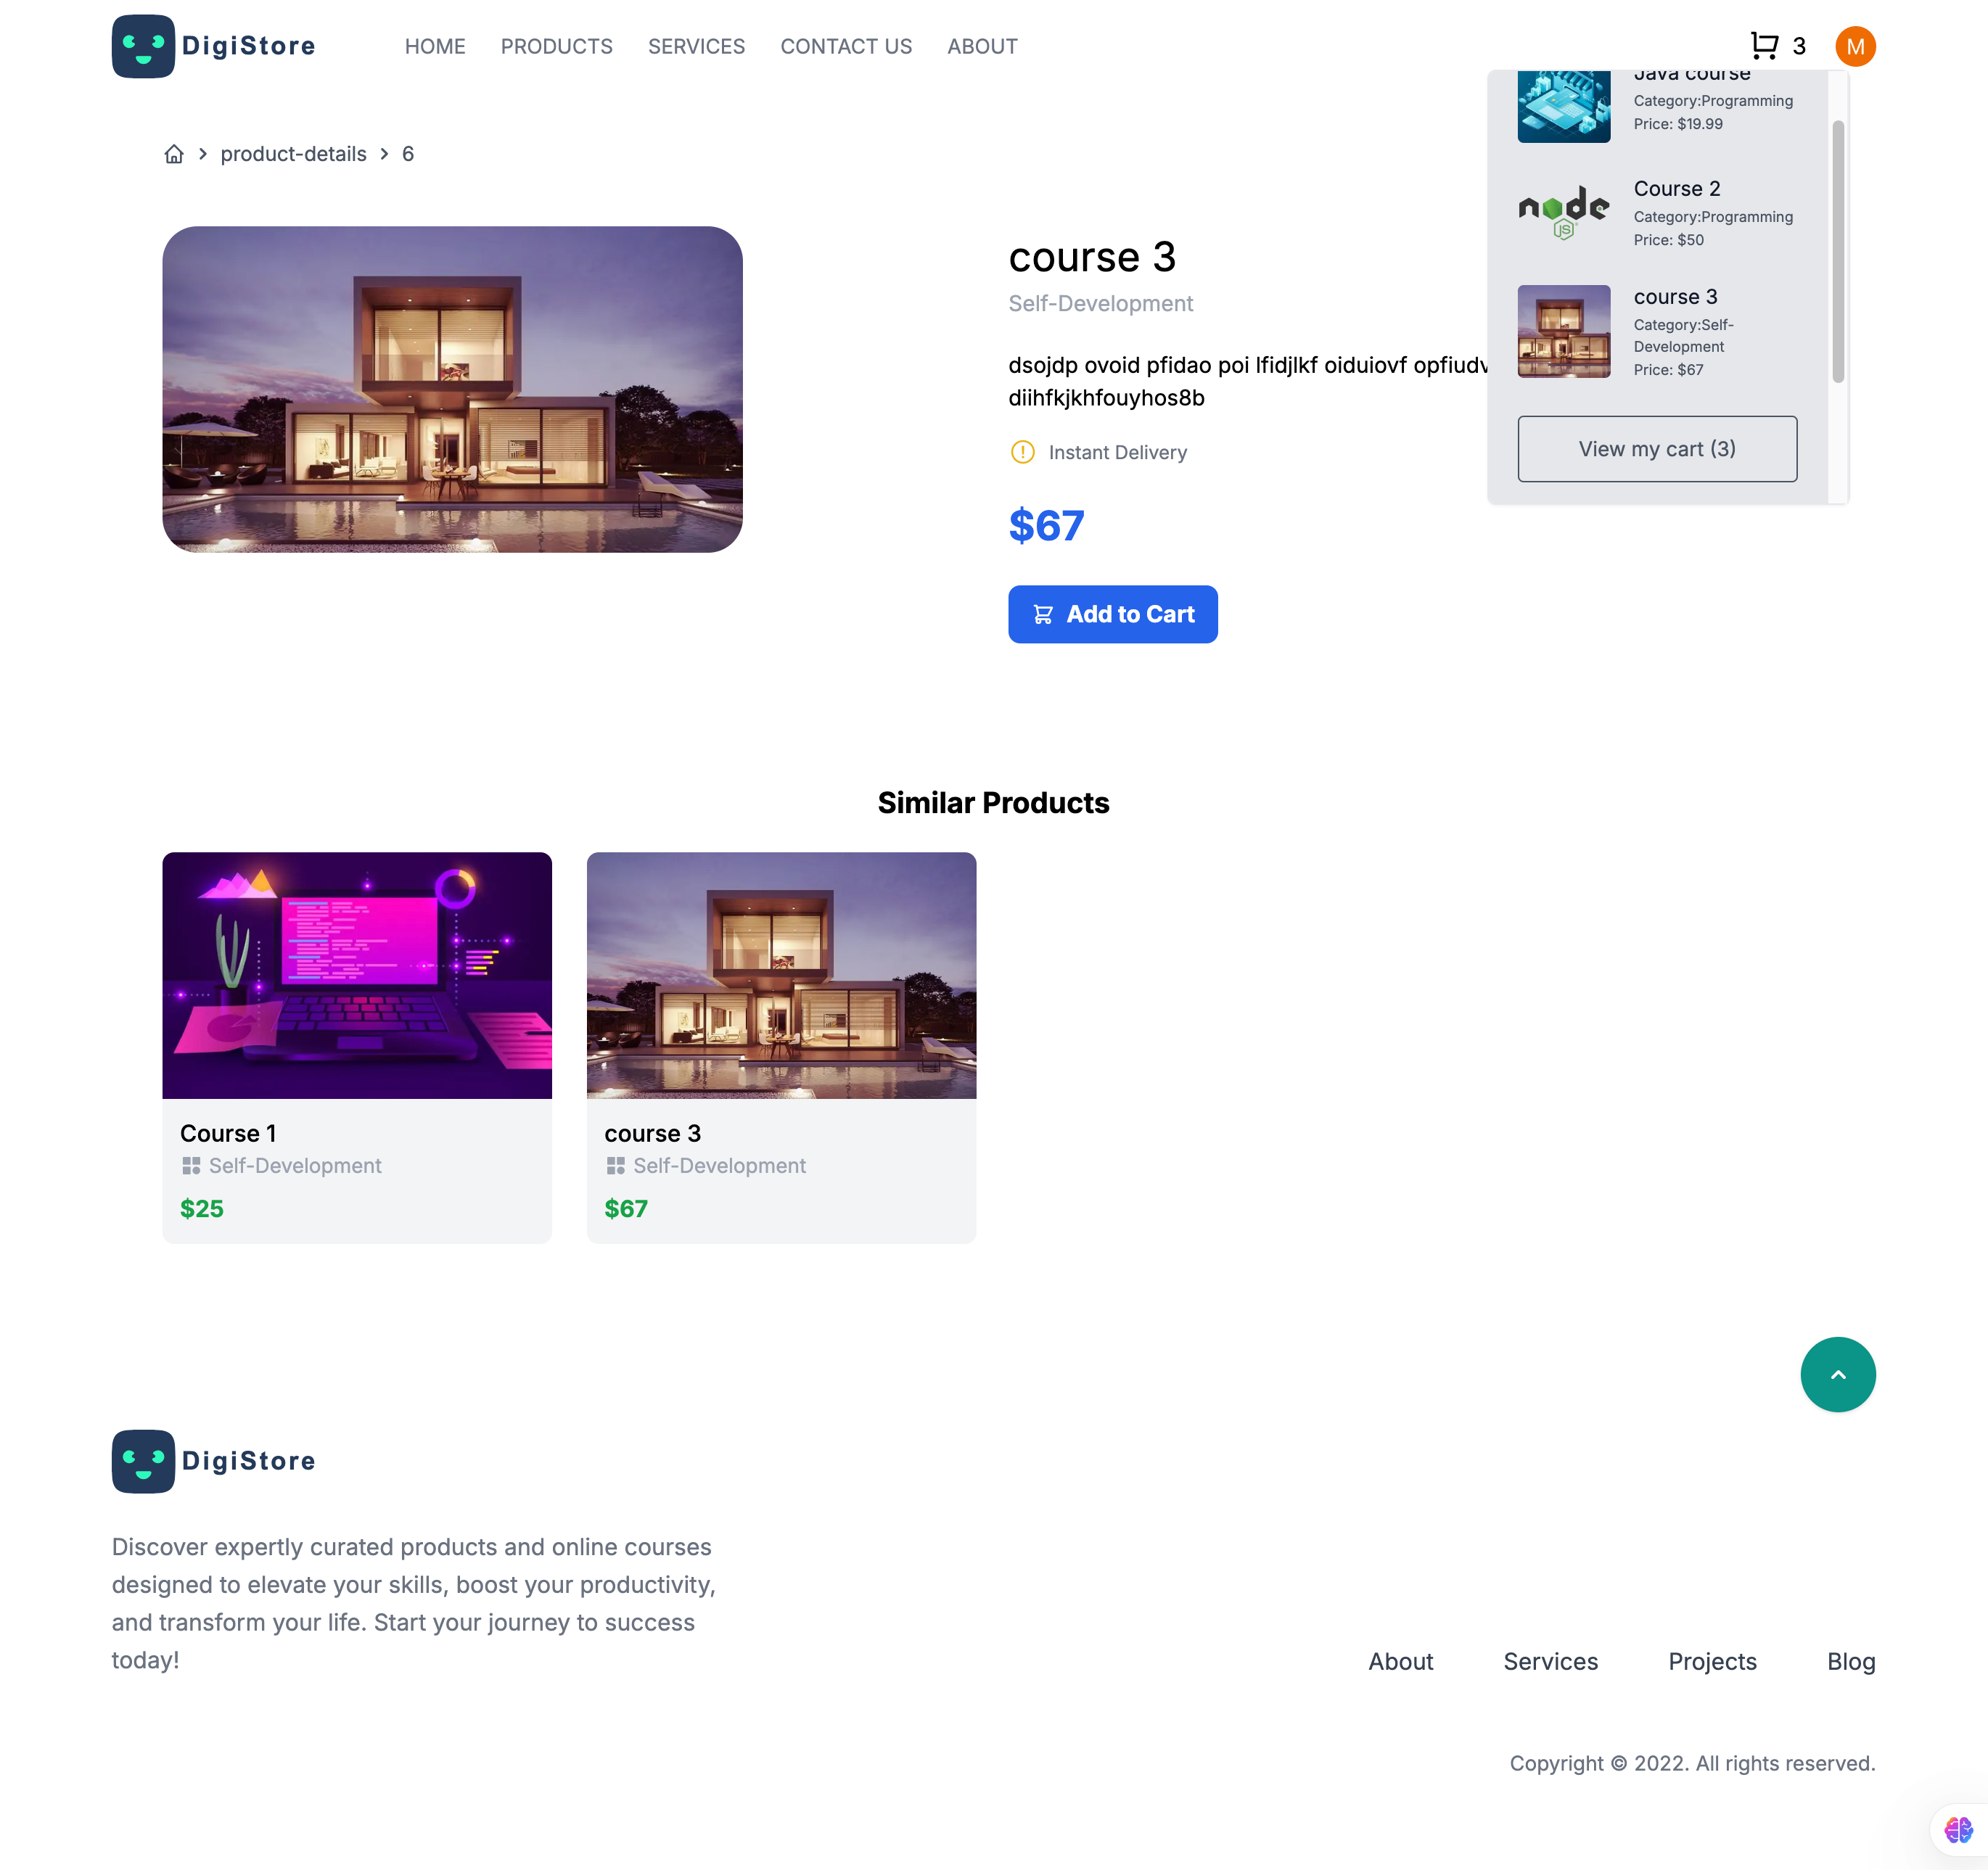 DigiStore
HOME PRODUCTS SERVICES CONTACT US ABOUT
3 M
Java course
Category:Programming
Price: $19.99
Course 2
Category:Programming
Price: $50
course 3
Category:Self-
Development
Price: $67
View my cart (3)
product-details 6
node
JS
course 3
Self-Development
dsojdp ovoid pfidao poi lfidjlkf oiduiovf
diihfkjkhfouyhos8b
Instant Delivery
$67
Add to Cart
Similar Products
Course 1
Self-Development
$25
course 3
Self-Development
$67
DigiStore
Discover expertly curated products and online courses
designed to elevate your skills, boost your productivity,
and transform your life. Start your journey to success
today!
About Services Projects Blog
Copyright © 2022. All rights reserved.